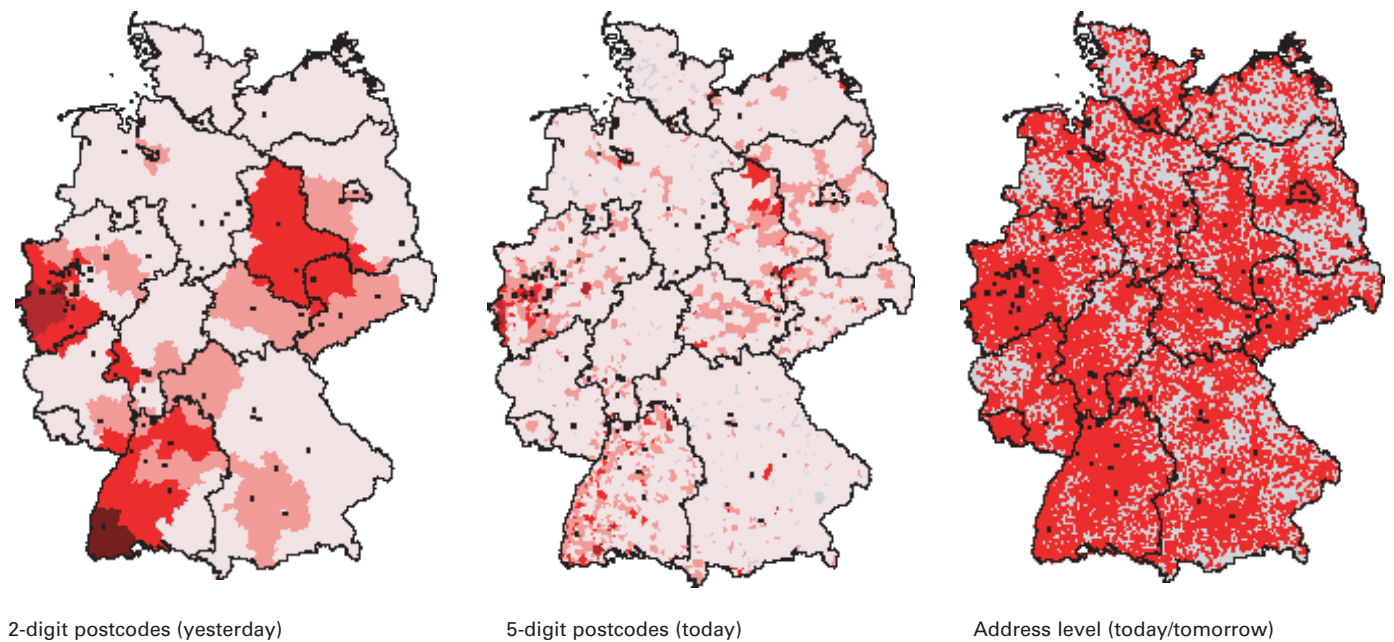 2-digit postcodes (yesterday)
5-digit postcodes (today)
Address level (today/tomorrow)